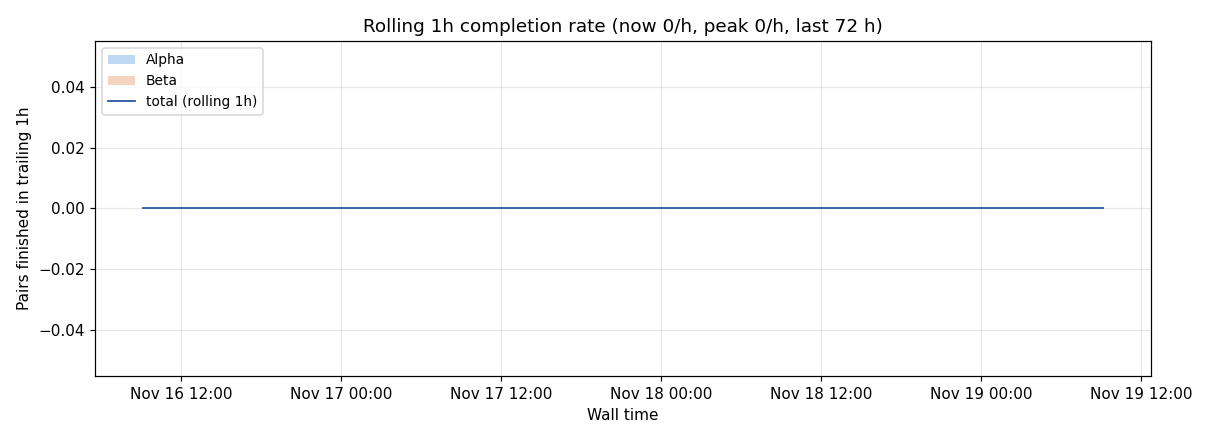 Rolling 1h completion rate (now 0/h, peak 0/h, last 72 h)
Alpha
Beta
total (rolling 1h)
Pairs finished in trailing 1h
0.04
0.02
0.00
−0.02
−0.04
Nov 16 12:00 Nov 17 00:00 Nov 17 12:00 Nov 18 00:00 Nov 18 12:00 Nov 19 00:00 Nov 19 12:00
Wall time